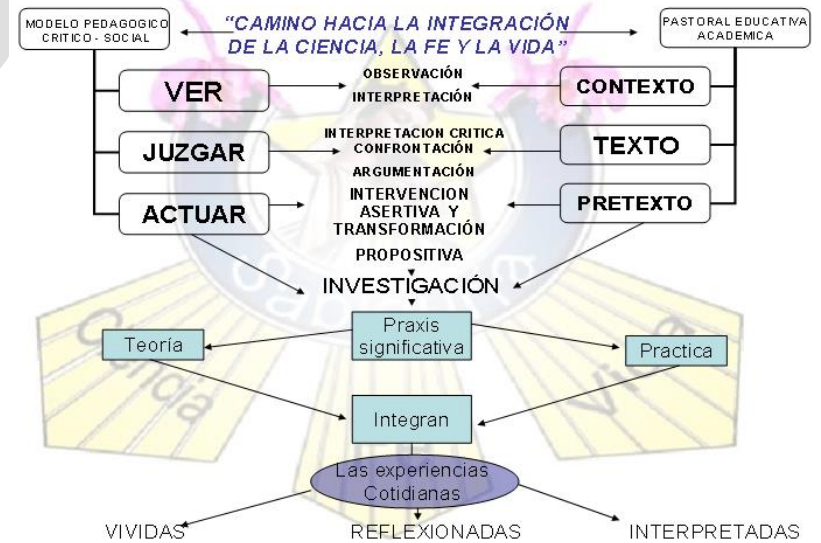 MODELO PEDAGOGICO
CRITICO - SOCIAL
“CAMINO HACIA LA INTEGRACIÓN
DE LA CIENCIA, LA FE Y LA VIDA”
PASTORAL EDUCATIVA
ACADEMICA
VER
OBSERVACIÓN
INTERPRETACIÓN
CONTEXTO
JUZGAR
INTERPRETACION CRITICA
CONFRONTACIÓN
ARGUMENTACIÓN
TEXTO
ACTUAR
INTERVENCION
ASERTIVA Y
TRANSFORMACIÓN
PROPOSITIVA
PRETEXTO
INVESTIGACIÓN
Teoría
Praxis
significativa
Practica
Ciencia
Vida
Integran
Las experiencias
Cotidianas
VIVIDAS
REFLEXIONADAS
INTERPRETADAS